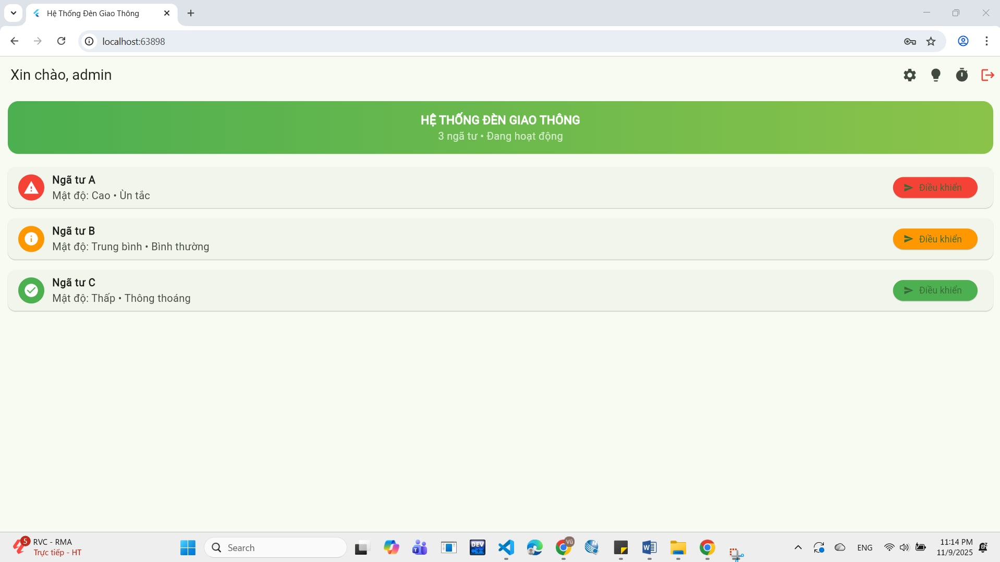 Hệ Thống Đèn Giao Thông
localhost:63898
Xin chào, admin
HỆ THỐNG ĐÈN GIAO THÔNG
3 ngã tư • Đang hoạt động
Ngã tư A
Mật độ: Cao • Ùn tắc
Điều khiển
Ngã tư B
Mật độ: Trung bình • Bình thường
Điều khiển
Ngã tư C
Mật độ: Thấp • Thông thoáng
Điều khiển
5
RVC - RMA
Trực tiếp - HT
Search
DEV
C++
Vũ
ENG
11:14 PM
11/9/2025